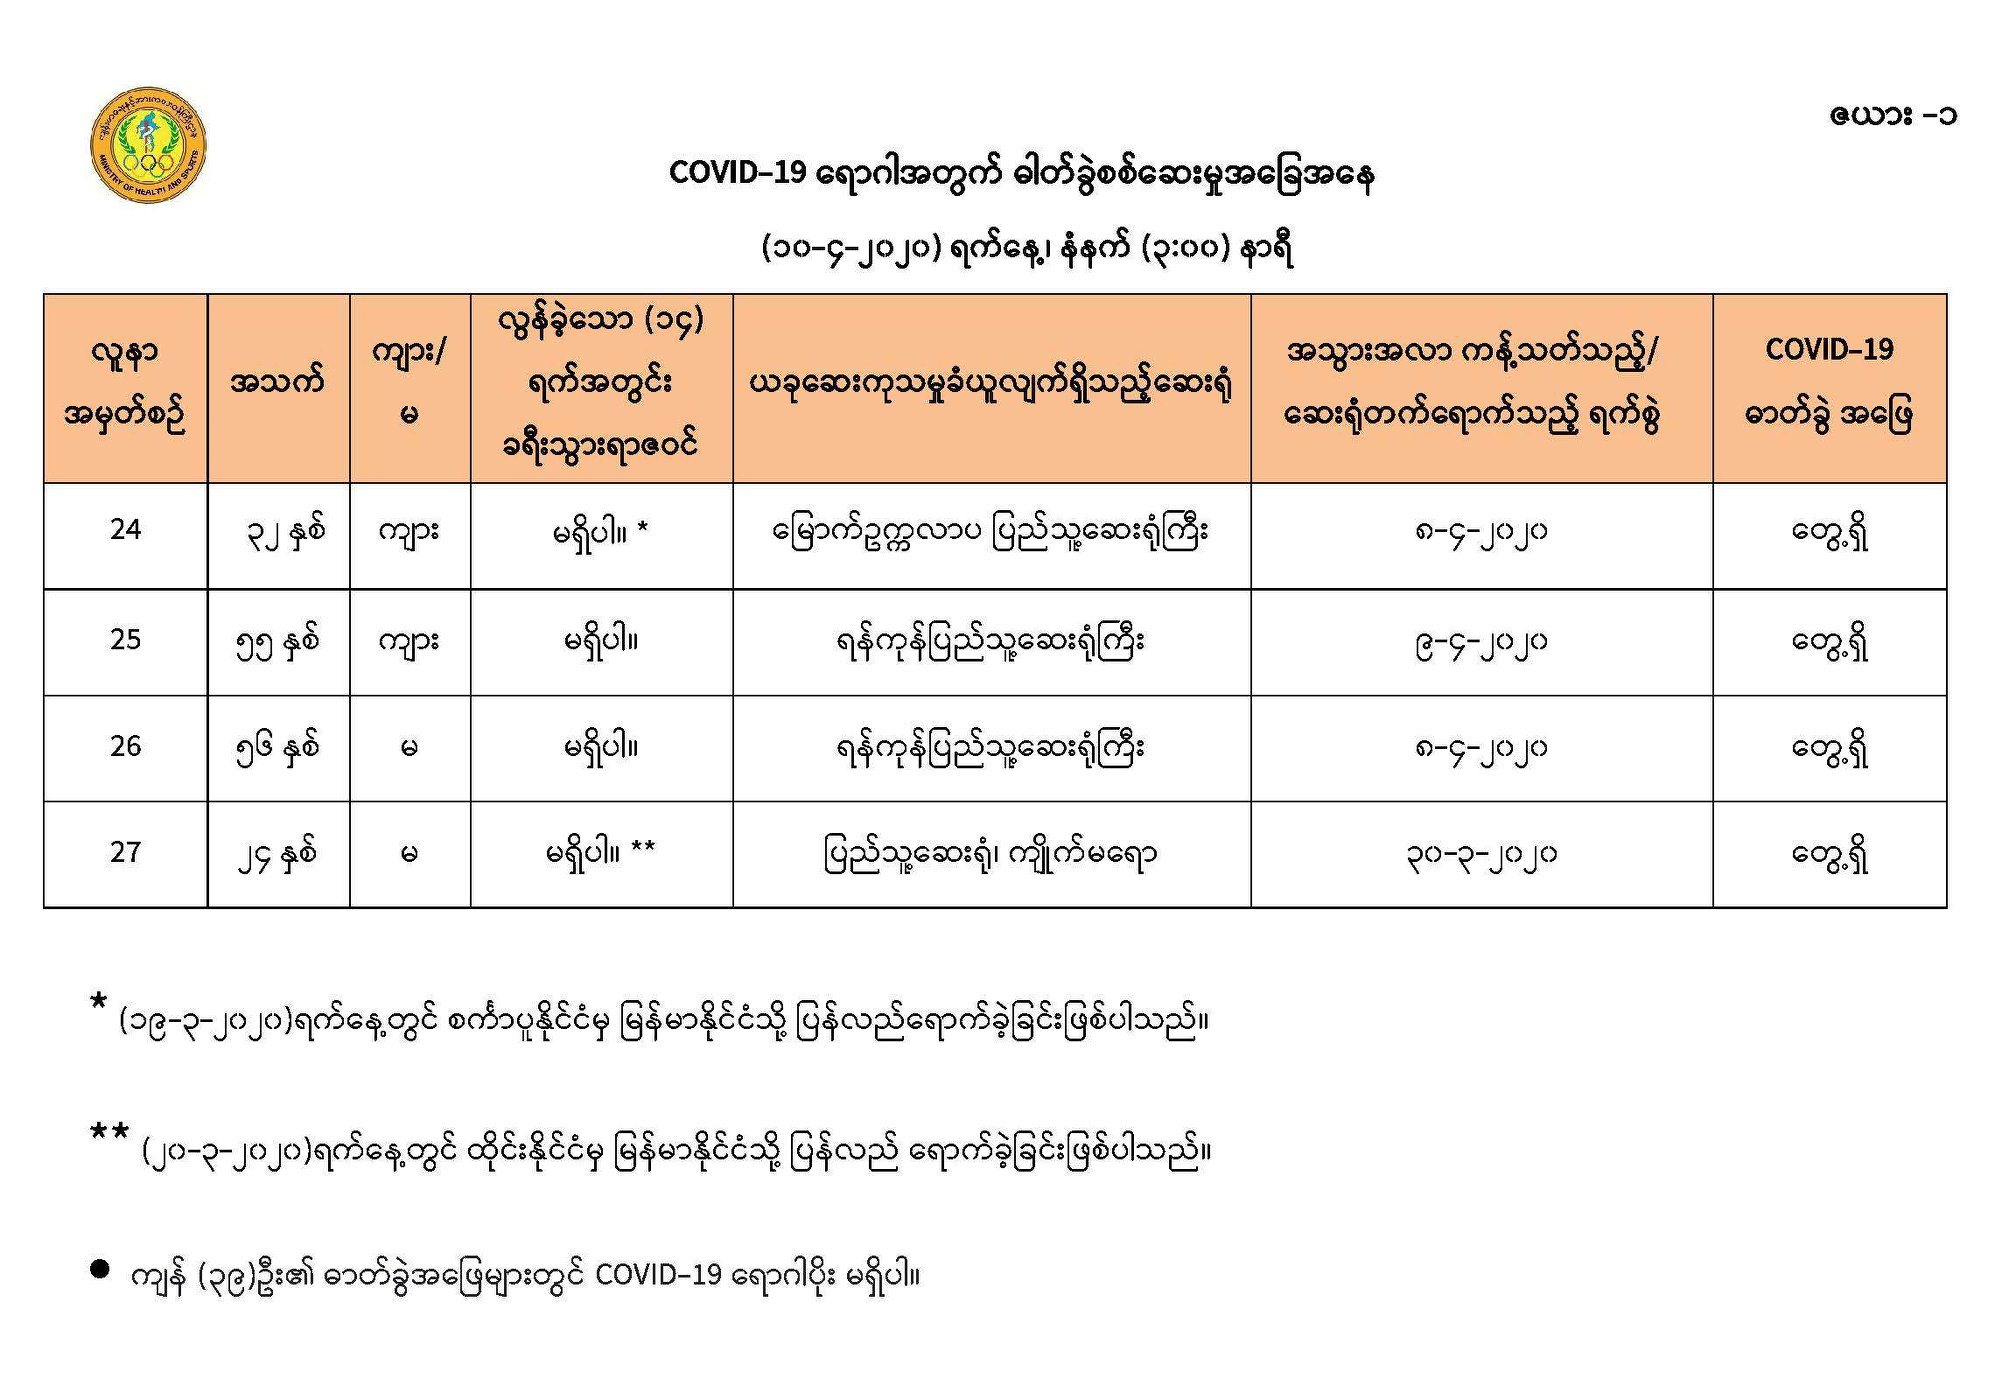 ကျန်းမာရေးနှင့်အားကစားဝန်ကြီးဌာန
MINISTRY OF HEALTH AND SPORTS
ဇယား -၁
COVID-19 ရောဂါအတွက် ဓါတ်ခွဲစစ်ဆေးမှုအခြေအနေ
(၁၀-၄-၂၀၂၀) ရက်နေ့၊ နံနက် (၃:၀၀) နာရီ
လူနာ အမှတ်စဉ် အသက် ကျား/ မ လွန်ခဲ့သော (၁၄) ရက်အတွင်း ခရီးသွားရာဇဝင် ယခုဆေးကုသမှုခံယူလျက်ရှိသည့်ဆေးရုံ အသွားအလာ ကန့်သတ်သည့်/ ဆေးရုံတက်ရောက်သည့် ရက်စွဲ COVID-19 ဓာတ်ခွဲ အဖြေ
24 ၃၂ နှစ် ကျား မရှိပါ။ * မြောက်ဥက္ကလာပ ပြည်သူ့ဆေးရုံကြီး ၈-၄-၂၀၂၀ တွေ့ရှိ
25 ၅၅ နှစ် ကျား မရှိပါ။ ရန်ကုန်ပြည်သူ့ဆေးရုံကြီး ၉-၄-၂၀၂၀ တွေ့ရှိ
26 ၅၆ နှစ် မ မရှိပါ။ ရန်ကုန်ပြည်သူ့ဆေးရုံကြီး ၈-၄-၂၀၂၀ တွေ့ရှိ
27 ၂၄ နှစ် မ မရှိပါ။ ** ပြည်သူ့ဆေးရုံ၊ ကျိုက်မရော ၃၀-၃-၂၀၂၀ တွေ့ရှိ
* (၁၉-၃-၂၀၂၀)ရက်နေ့တွင် စင်္ကာပူနိုင်ငံမှ မြန်မာနိုင်ငံသို့ ပြန်လည်ရောက်ခဲ့ခြင်းဖြစ်ပါသည်။
** (၂၀-၃-၂၀၂၀)ရက်နေ့တွင် ထိုင်းနိုင်ငံမှ မြန်မာနိုင်ငံသို့ ပြန်လည် ရောက်ခဲ့ခြင်းဖြစ်ပါသည်။
● ကျန် (၃၉)ဦး၏ ဓာတ်ခွဲအဖြေများတွင် COVID-19 ရောဂါပိုး မရှိပါ။